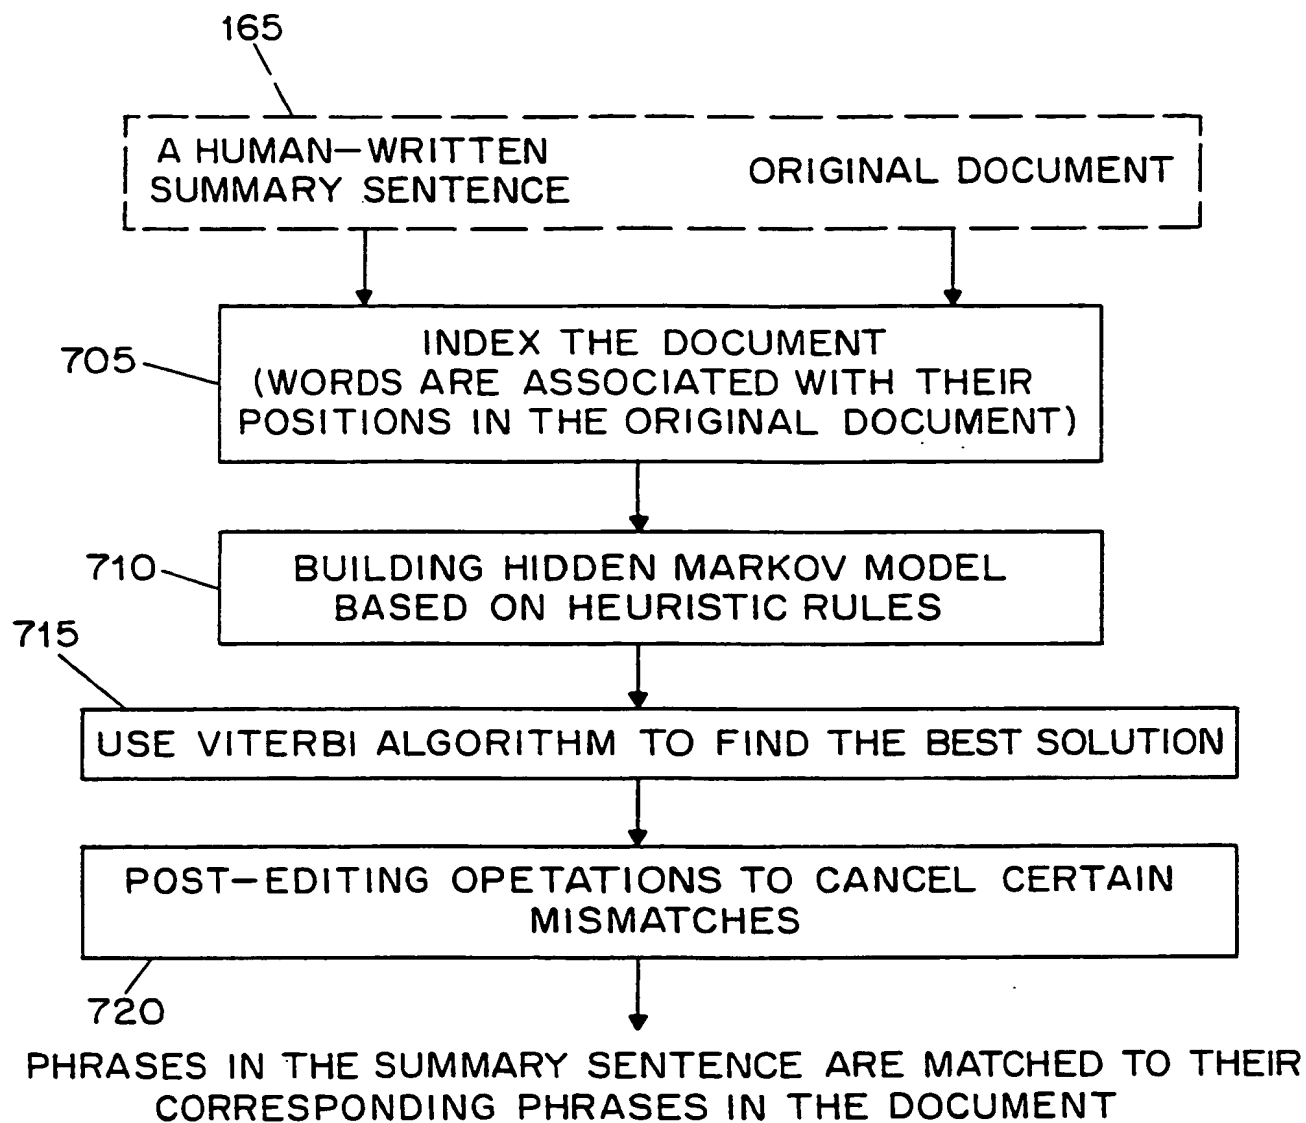 165
A HUMAN-WRITTEN
SUMMARY SENTENCE
ORIGINAL DOCUMENT
705
INDEX THE DOCUMENT
(WORDS ARE ASSOCIATED WITH THEIR
POSITIONS IN THE ORIGINAL DOCUMENT)
710
BUILDING HIDDEN MARKOV MODEL
BASED ON HEURISTIC RULES
715
USE VITERBI ALGORITHM TO FIND THE BEST SOLUTION
POST-EDITING OPETATIONS TO CANCEL CERTAIN
MISMATCHES
720
PHRASES IN THE SUMMARY SENTENCE ARE MATCHED TO THEIR
CORRESPONDING PHRASES IN THE DOCUMENT